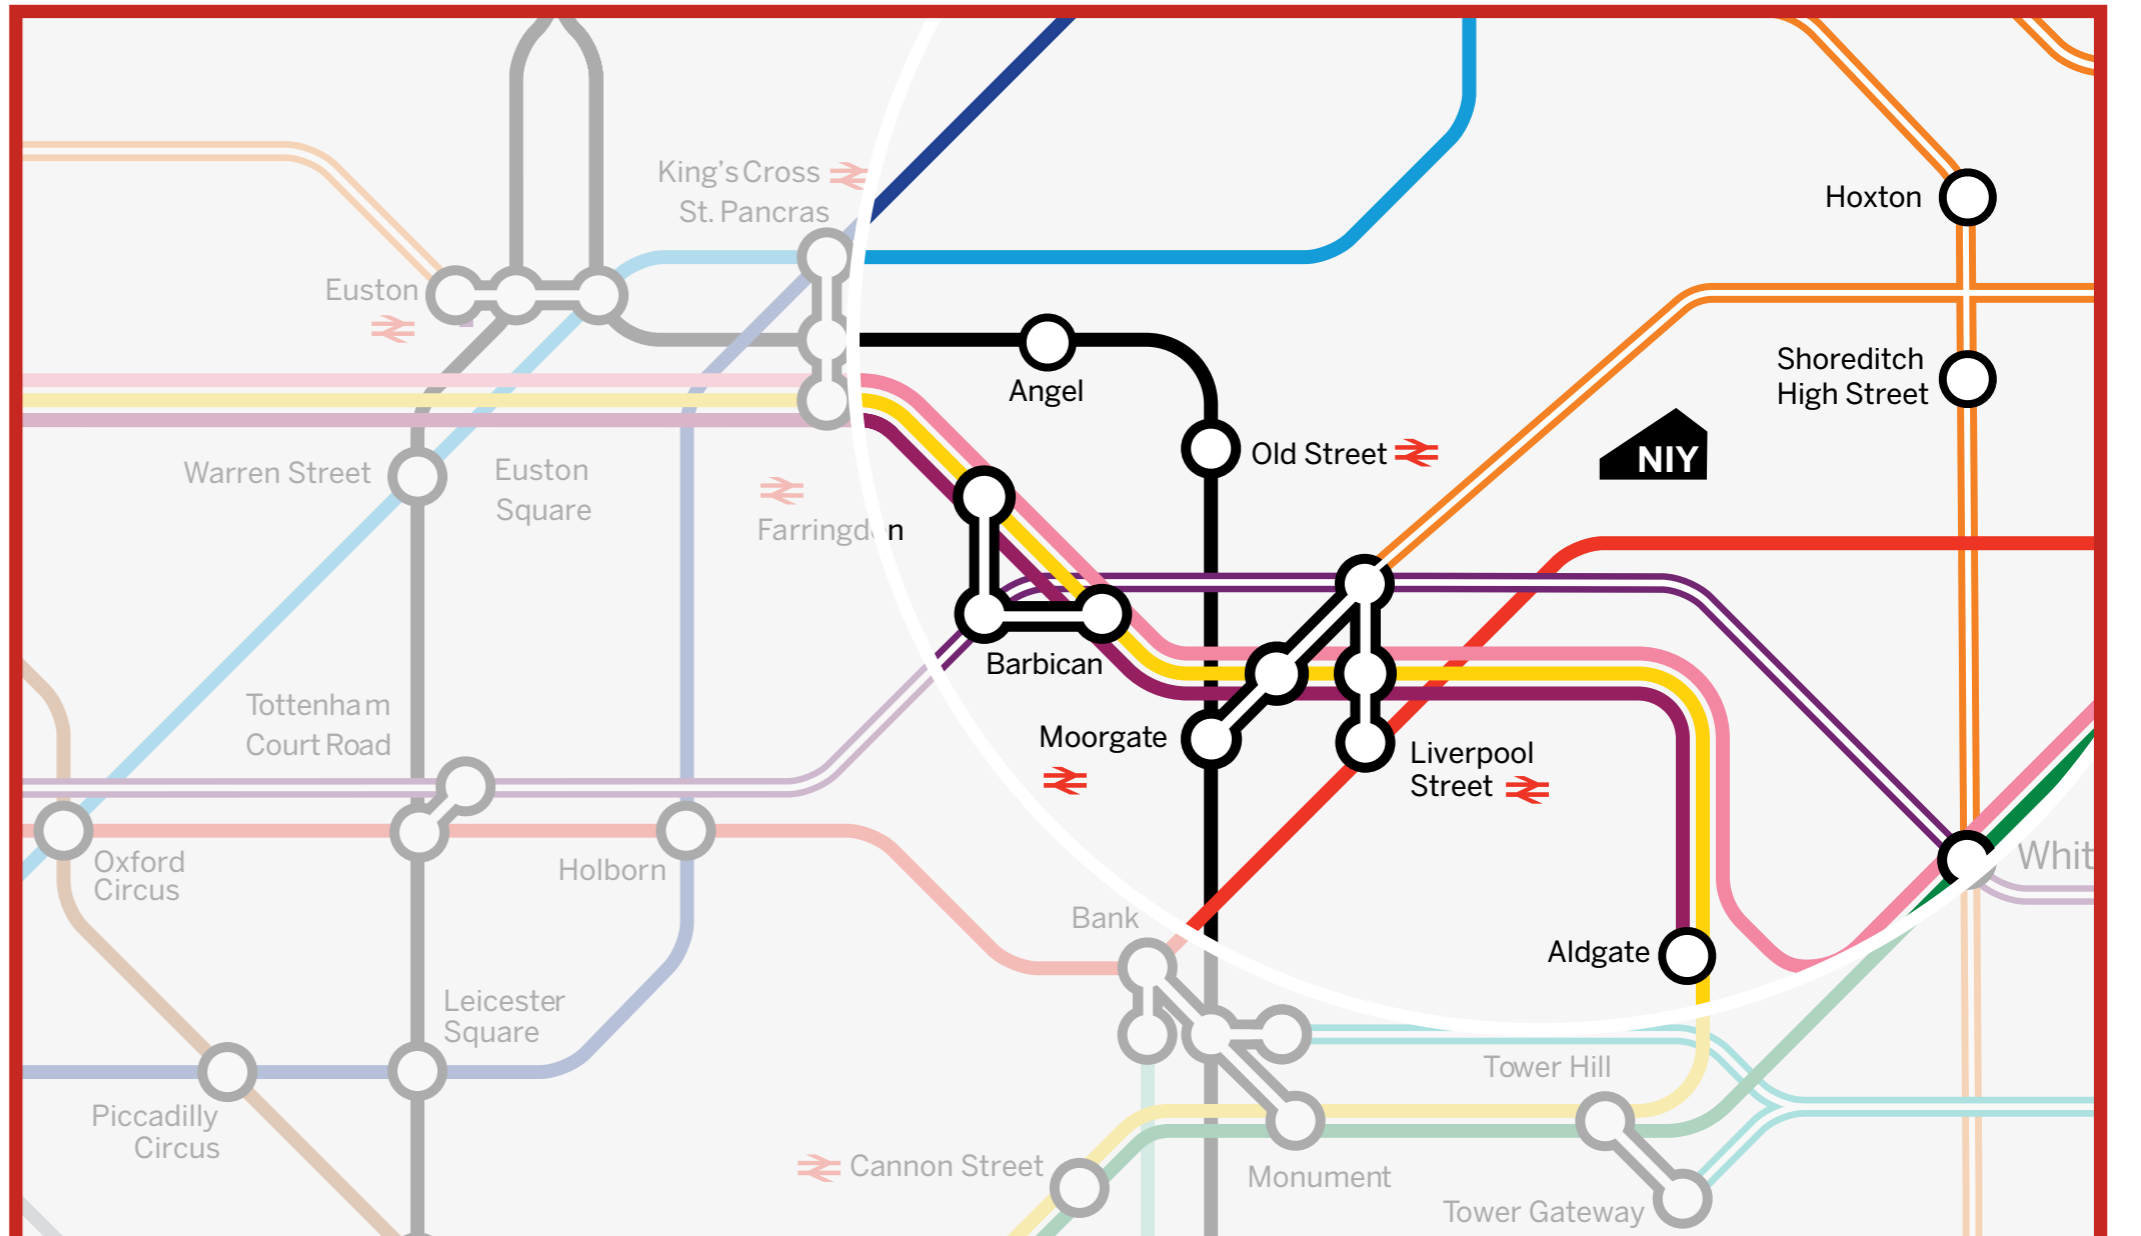 King's Cross
St. Pancras
Hoxton
Euston
Shoreditch
High Street
Angel
Old Street
NIY
Warren Street
Euston
Square
Farringdon
Barbican
Tottenham
Court Road
Moorgate
Liverpool
Street
Oxford
Circus
Holborn
Whit
Bank
Aldgate
Leicester
Square
Tower Hill
Piccadilly
Circus
Cannon Street
Monument
Tower Gateway